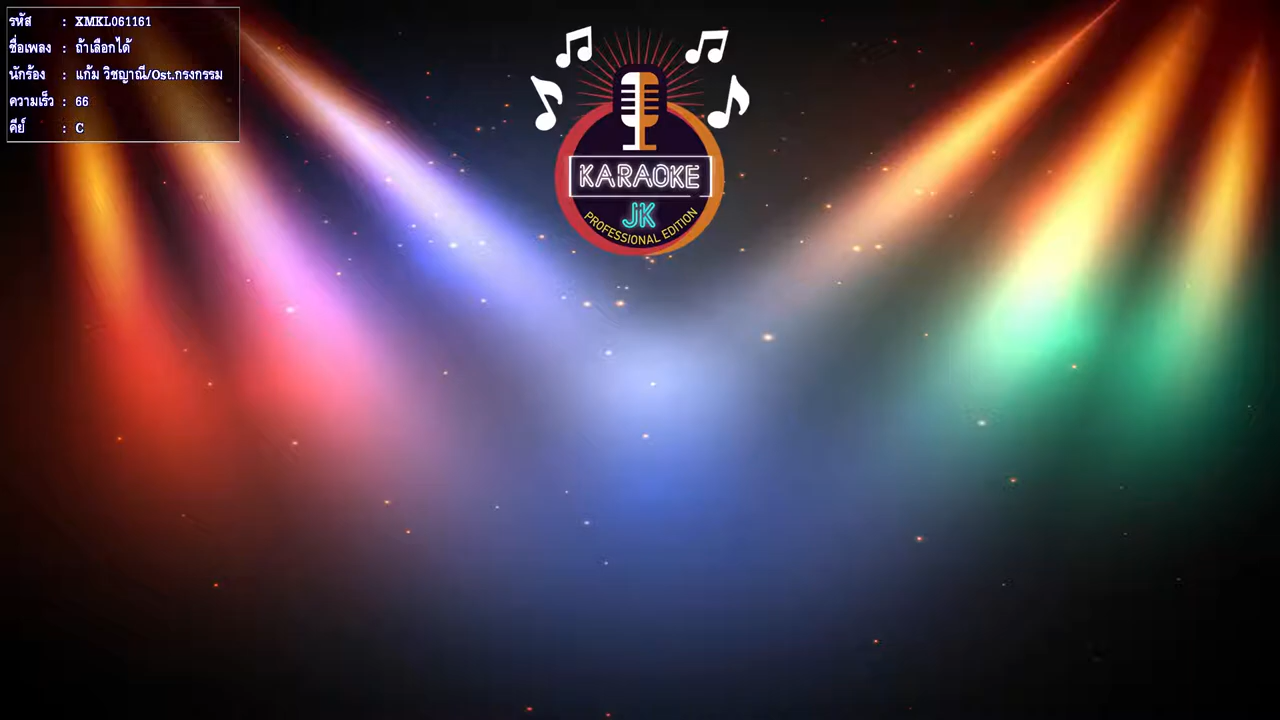 รหัส : XMKL061161
ชื่อเพลง : ถ้าเลือกได้
นักร้อง : แก้ม วิชญาณี/Ost.กรงกรรม
ความเร็ว : 66
คีย์ : C
KARAOKE
JK
PROFESSIONAL EDITION